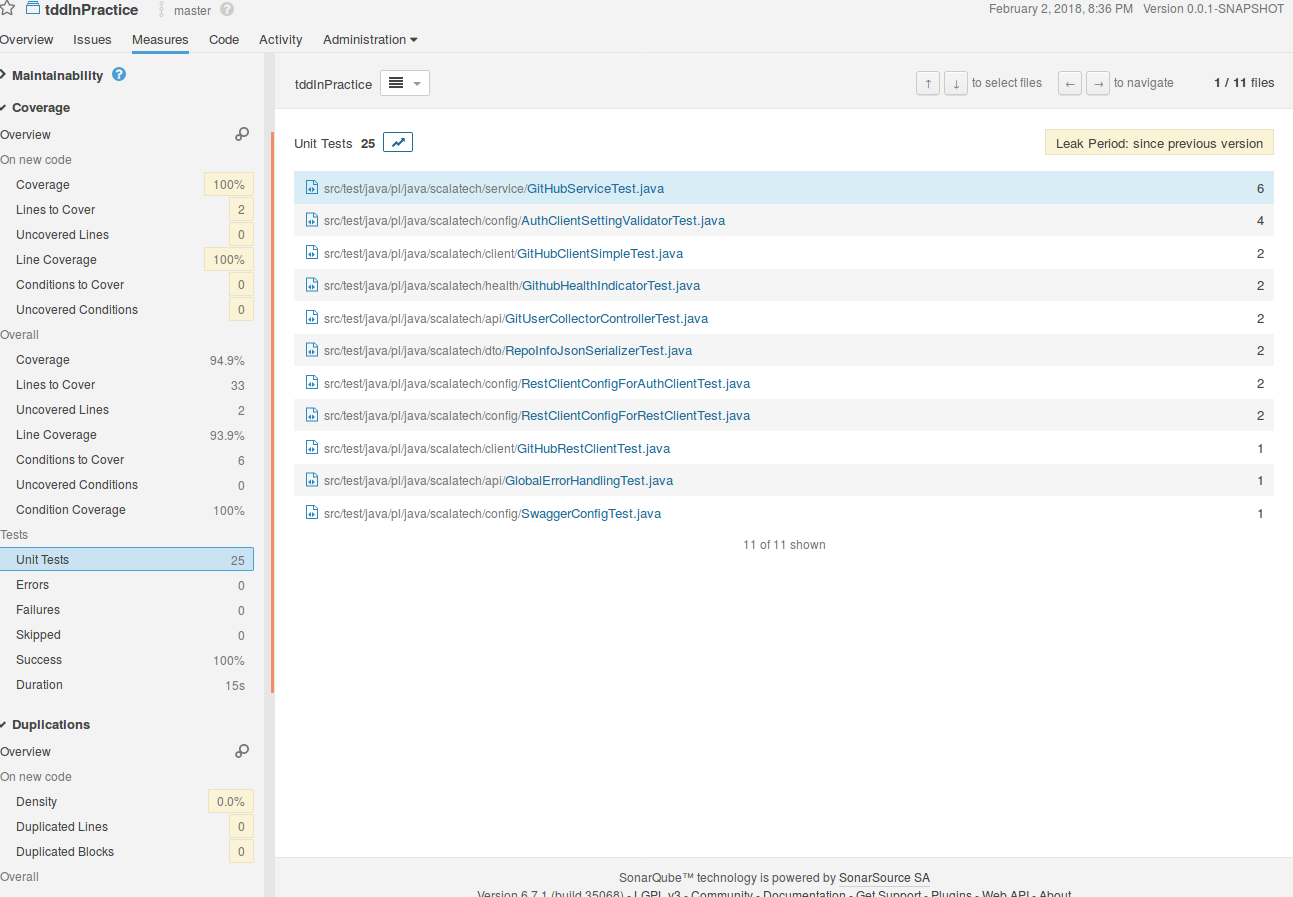 tddInPractice master ? February 2, 2018, 8:36 PM Version 0.0.1-SNAPSHOT
Overview Issues Measures Code Activity Administration
Maintainability ?
Coverage
Overview
On new code
Coverage 100%
Lines to Cover 2
Uncovered Lines 0
Line Coverage 100%
Conditions to Cover 0
Uncovered Conditions 0
Overall
Coverage 94.9%
Lines to Cover 33
Uncovered Lines 2
Line Coverage 93.9%
Conditions to Cover 6
Uncovered Conditions 0
Condition Coverage 100%
Tests
Unit Tests 25
Errors 0
Failures 0
Skipped 0
Success 100%
Duration 15s
Duplications
Overview
On new code
Density 0.0%
Duplicated Lines 0
Duplicated Blocks 0
Overall
tddInPractice ↑ ↓ to select files ← → to navigate 1 / 11 files
Unit Tests 25 Leak Period: since previous version
src/test/java/pl/java/scalatech/service/GitHubServiceTest.java 6
src/test/java/pl/java/scalatech/config/AuthClientSettingValidatorTest.java 4
src/test/java/pl/java/scalatech/client/GitHubClientSimpleTest.java 2
src/test/java/pl/java/scalatech/health/GithubHealthIndicatorTest.java 2
src/test/java/pl/java/scalatech/api/GitUserCollectorControllerTest.java 2
src/test/java/pl/java/scalatech/dto/RepoInfoJsonSerializerTest.java 2
src/test/java/pl/java/scalatech/config/RestClientConfigForAuthClientTest.java 2
src/test/java/pl/java/scalatech/config/RestClientConfigForRestClientTest.java 2
src/test/java/pl/java/scalatech/client/GitHubRestClientTest.java 1
src/test/java/pl/java/scalatech/api/GlobalErrorHandlingTest.java 1
src/test/java/pl/java/scalatech/config/SwaggerConfigTest.java 1
11 of 11 shown
SonarQube™ technology is powered by SonarSource SA
Version 6.7.1 (build 35068) - LGPL v3 - Community - Documentation - Get Support - Plugins - Web API - About